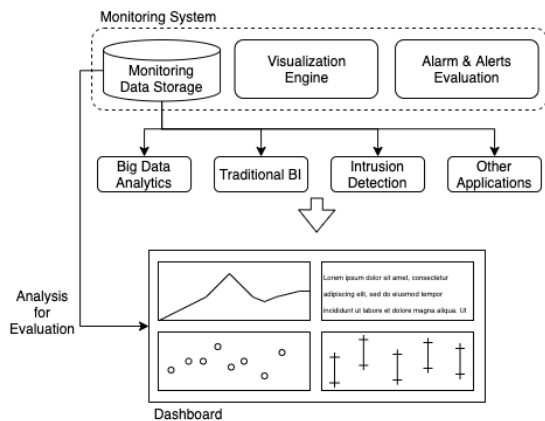 Monitoring System
Monitoring
Data Storage
Visualization
Engine
Alarm & Alerts
Evaluation
Big Data
Analytics
Traditional BI
Intrusion
Detection
Other
Applications
Analysis
for
Evaluation
Lorem ipsum dolor sit amet, consectetur
adipiscing elit, sed do eiusmod tempor
incididunt ut labore et dolore magna aliqua. Ut
Dashboard